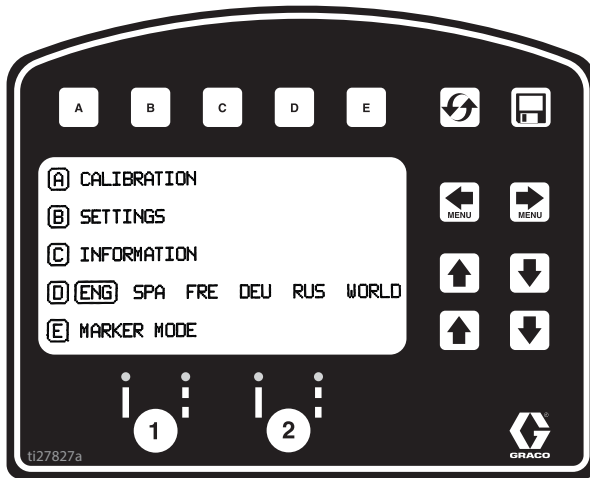 A B C D E
MENU MENU
A CALIBRATION
B SETTINGS
C INFORMATION
D ENG SPA FRE DEU RUS WORLD
E MARKER MODE
1 2
ti27827a
GRACO